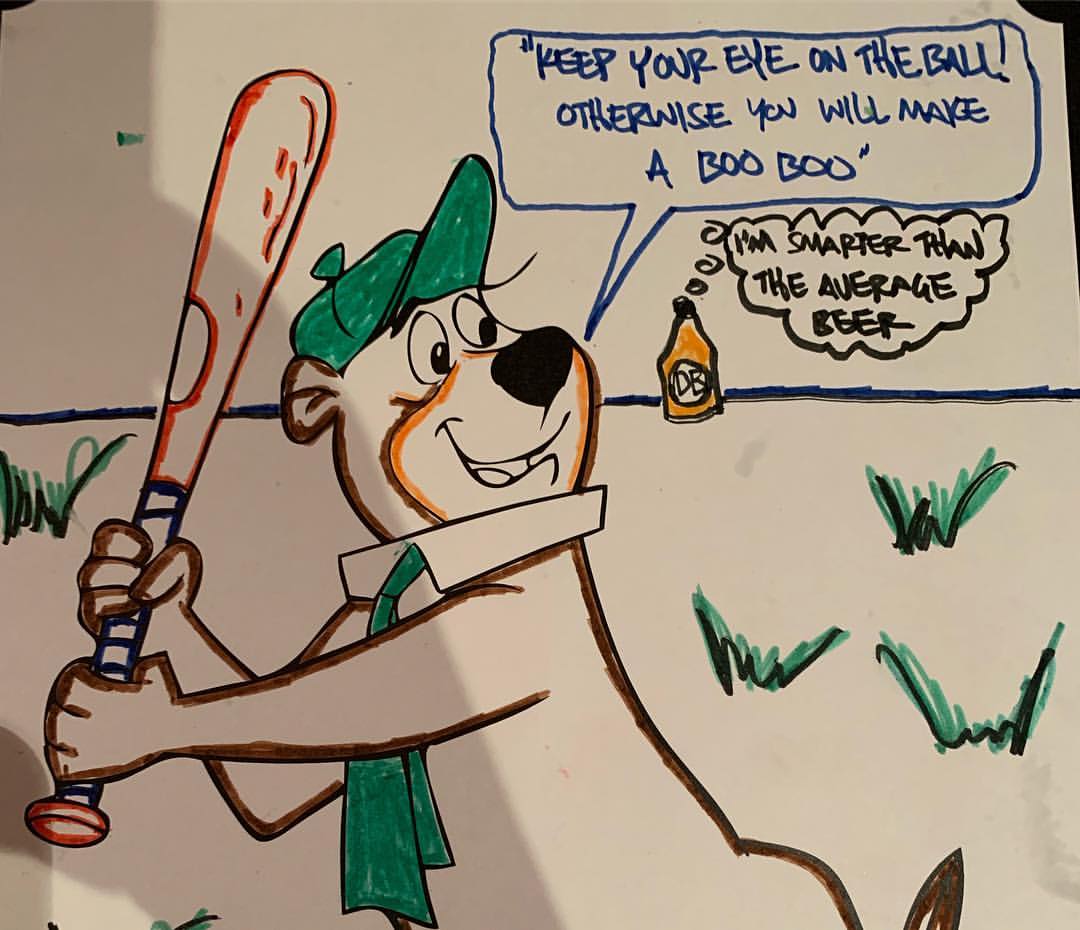 "KEEP YOUR EYE ON THE BALL!
OTHERWISE YOU WILL MAKE
A BOO BOO"
I'M SMARTER THAN
THE AVERAGE
BEER
DB